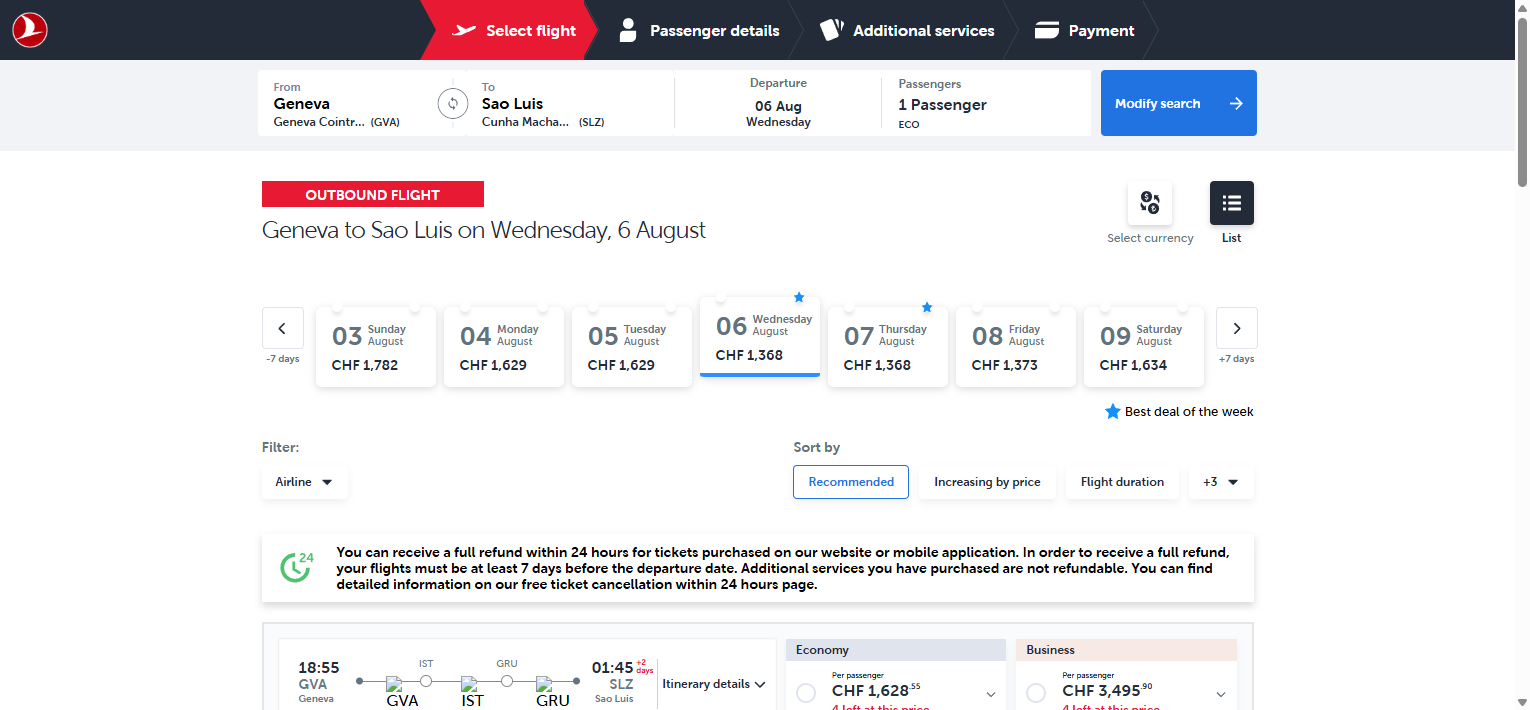 Select flight
Passenger details
Additional services
Payment
From
Geneva
Geneva Cointr... (GVA)
To
Sao Luis
Cunha Macha... (SLZ)
Departure
06 Aug
Wednesday
Passengers
1 Passenger
ECO
Modify search
OUTBOUND FLIGHT
Geneva to Sao Luis on Wednesday, 6 August
Select currency
List
-7 days
03 Sunday August
CHF 1,782
04 Monday August
CHF 1,629
05 Tuesday August
CHF 1,629
06 Wednesday August
CHF 1,368
07 Thursday August
CHF 1,368
08 Friday August
CHF 1,373
09 Saturday August
CHF 1,634
+7 days
Best deal of the week
Filter:
Airline
Sort by
Recommended
Increasing by price
Flight duration
+3
24
You can receive a full refund within 24 hours for tickets purchased on our website or mobile application. In order to receive a full refund,
your flights must be at least 7 days before the departure date. Additional services you have purchased are not refundable. You can find
detailed information on our free ticket cancellation within 24 hours page.
18:55
GVA
Geneva
IST
GRU
GVA
IST
GRU
01:45 +2 days
SLZ
Sao Luis
Itinerary details
Economy
Per passenger
CHF 1,628.55
4 left at this price
Business
Per passenger
CHF 3,495.90
4 left at this price